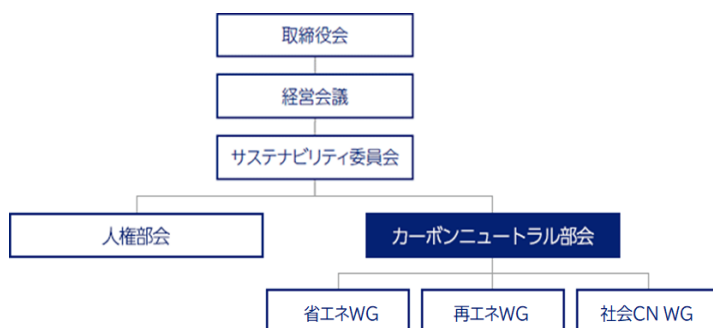 取締役会
経営会議
サステナビリティ委員会
人権部会
カーボンニュートラル部会
省エネWG
再エネWG
社会CN WG